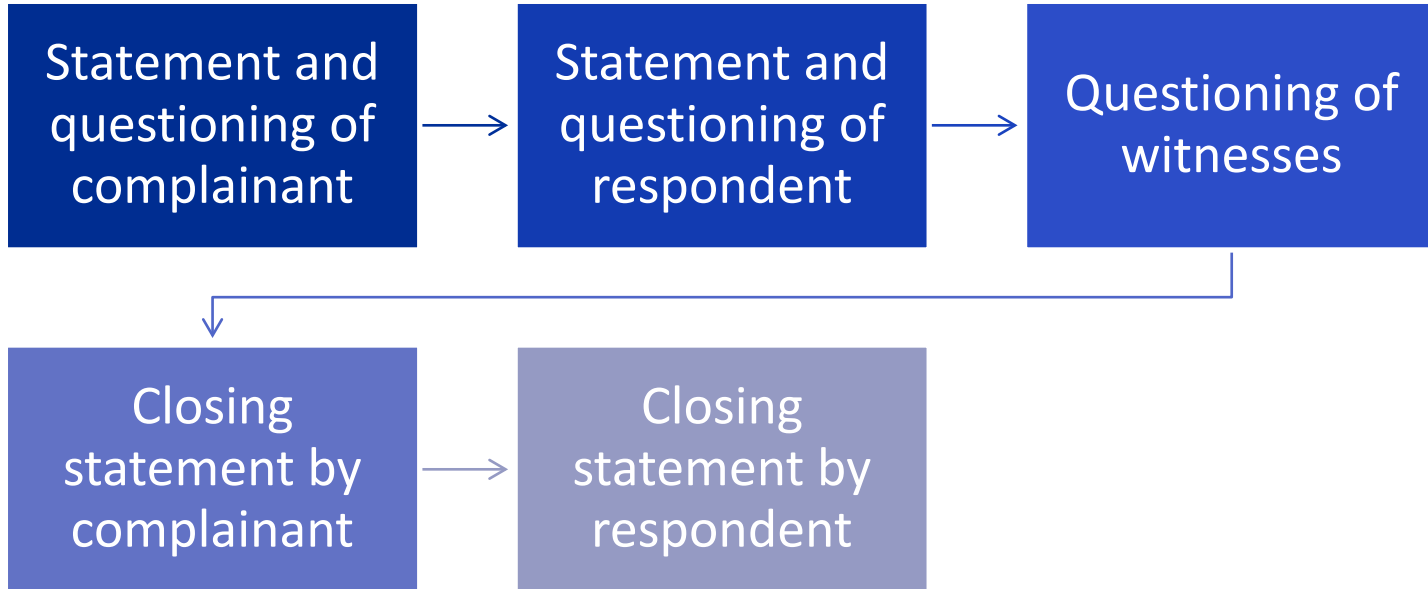 Statement and
questioning of
complainant
Statement and
questioning of
respondent
Questioning of
witnesses
Closing
statement by
complainant
Closing
statement by
respondent